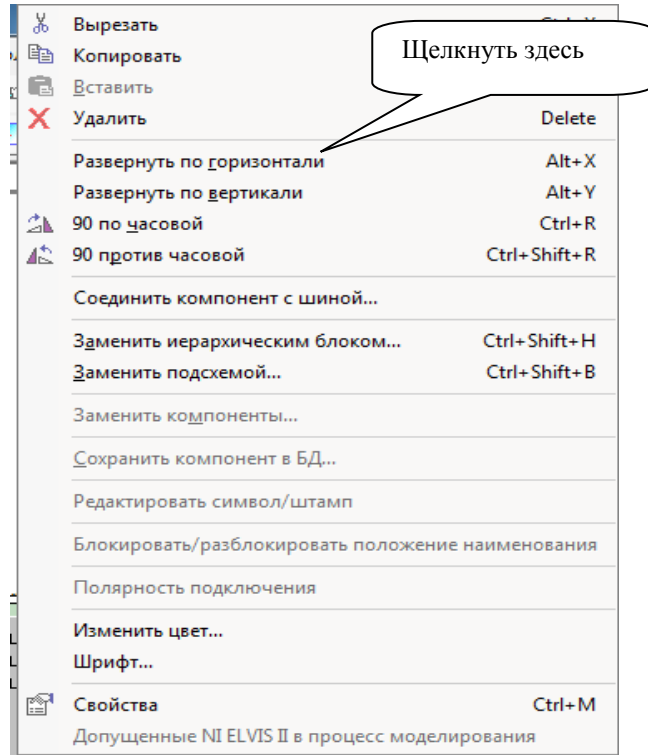 Вырезать
Щелкнуть здесь
Копировать
Вставить
Удалить Delete
Развернуть по горизонтали Alt+X
Развернуть по вертикали Alt+Y
90 по часовой Ctrl+R
90 против часовой Ctrl+Shift+R
Соединить компонент с шиной...
Заменить иерархическим блоком... Ctrl+Shift+H
Заменить подсхемой... Ctrl+Shift+B
Заменить компоненты...
Сохранить компонент в БД...
Редактировать символ/штамп
Блокировать/разблокировать положение наименования
Полярность подключения
Изменить цвет...
Шрифт...
Свойства Ctrl+M
Допущенные NI ELVIS II в процесс моделирования